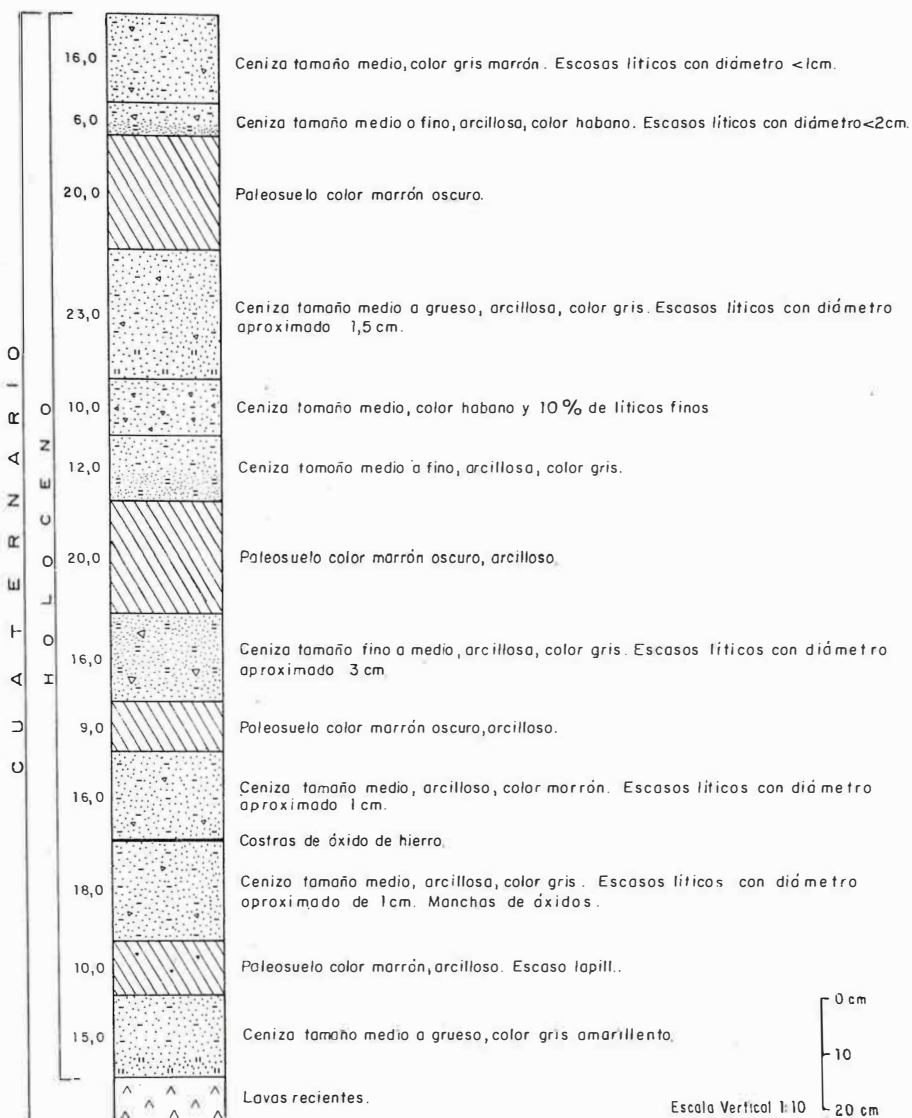 CUATERNARIO
HOLOCENO
16,0 Ceniza tamaño medio, color gris marrón. Escasos líticos con diámetro <1cm.
6,0 Ceniza tamaño medio a fino, arcillosa, color habano. Escasos líticos con diámetro<2cm.
20,0 Paleosuelo color marrón oscuro.
23,0 Ceniza tamaño medio a grueso, arcillosa, color gris. Escasos líticos con diámetro
aproximado 1,5 cm.
10,0 Ceniza tamaño medio, color habano y 10% de líticos finos
12,0 Ceniza tamaño medio a fino, arcillosa, color gris.
20,0 Paleosuelo color marrón oscuro, arcilloso.
16,0 Ceniza tamaño fino a medio, arcillosa, color gris. Escasos líticos con diámetro
aproximado 3 cm
9,0 Paleosuelo color marrón oscuro, arcilloso.
16,0 Ceniza tamaño medio, arcilloso, color marrón. Escasos líticos con diámetro
aproximado 1cm.
Costras de óxido de hierro.
18,0 Ceniza tamaño medio, arcillosa, color gris. Escasos líticos con diámetro
aproximado de 1cm. Manchas de óxidos.
10,0 Paleosuelo color marrón, arcilloso. Escaso lapill..
15,0 Ceniza tamaño medio a grueso, color gris amarillento.
Lavas recientes.
0 cm
10
20 cm
Escala Vertical 1:10